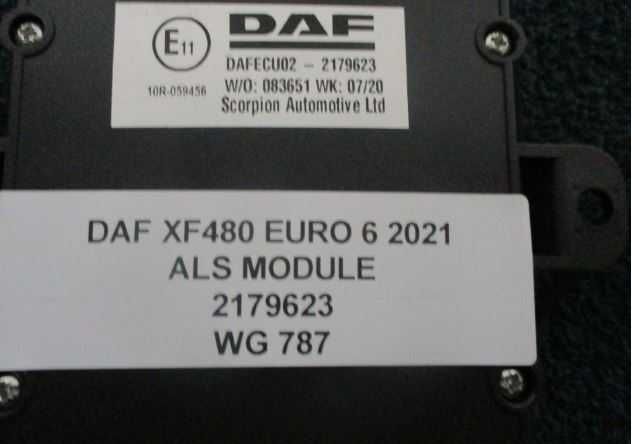 E11
DAF
DAFECU02 - 2179623
10R-059456
W/O: 083651 WK: 07/20
Scorpion Automotive Ltd
DAF XF480 EURO 6 2021
ALS MODULE
2179623
WG 787